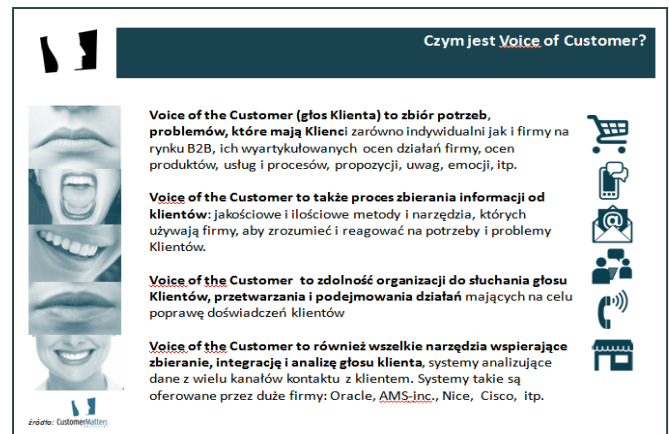 Czym jest Voice of Customer?
Voice of the Customer (głos Klienta) to zbiór potrzeb,
problemów, które mają Klienci zarówno indywidualni jak i firmy na
rynku B2B, ich wyartykułowanych ocen działań firmy, ocen
produktów, usług i procesów, propozycji, uwag, emocji, itp.
Voice of the Customer to także proces zbierania informacji od
klientów: jakościowe i ilościowe metody i narzędzia, których
używają firmy, aby zrozumieć i reagować na potrzeby i problemy
Klientów.
Voice of the Customer to zdolność organizacji do słuchania głosu
Klientów, przetwarzania i podejmowania działań mających na celu
poprawę doświadczeń klientów
Voice of the Customer to również wszelkie narzędzia wspierające
zbieranie, integrację i analizę głosu klienta, systemy analizujące
dane z wielu kanałów kontaktu z klientem. Systemy takie są
oferowane przez duże firmy: Oracle, AMS-inc., Nice, Cisco, itp.
źródło: CustomerMatters